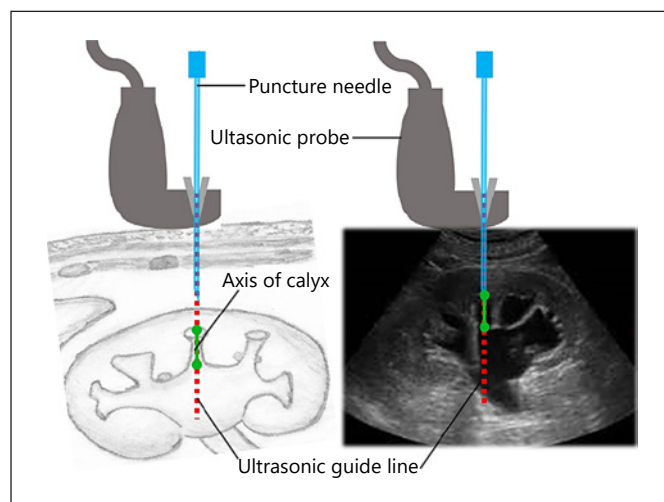 Puncture needle
Ultasonic probe
Axis of calyx
Ultrasonic guide line